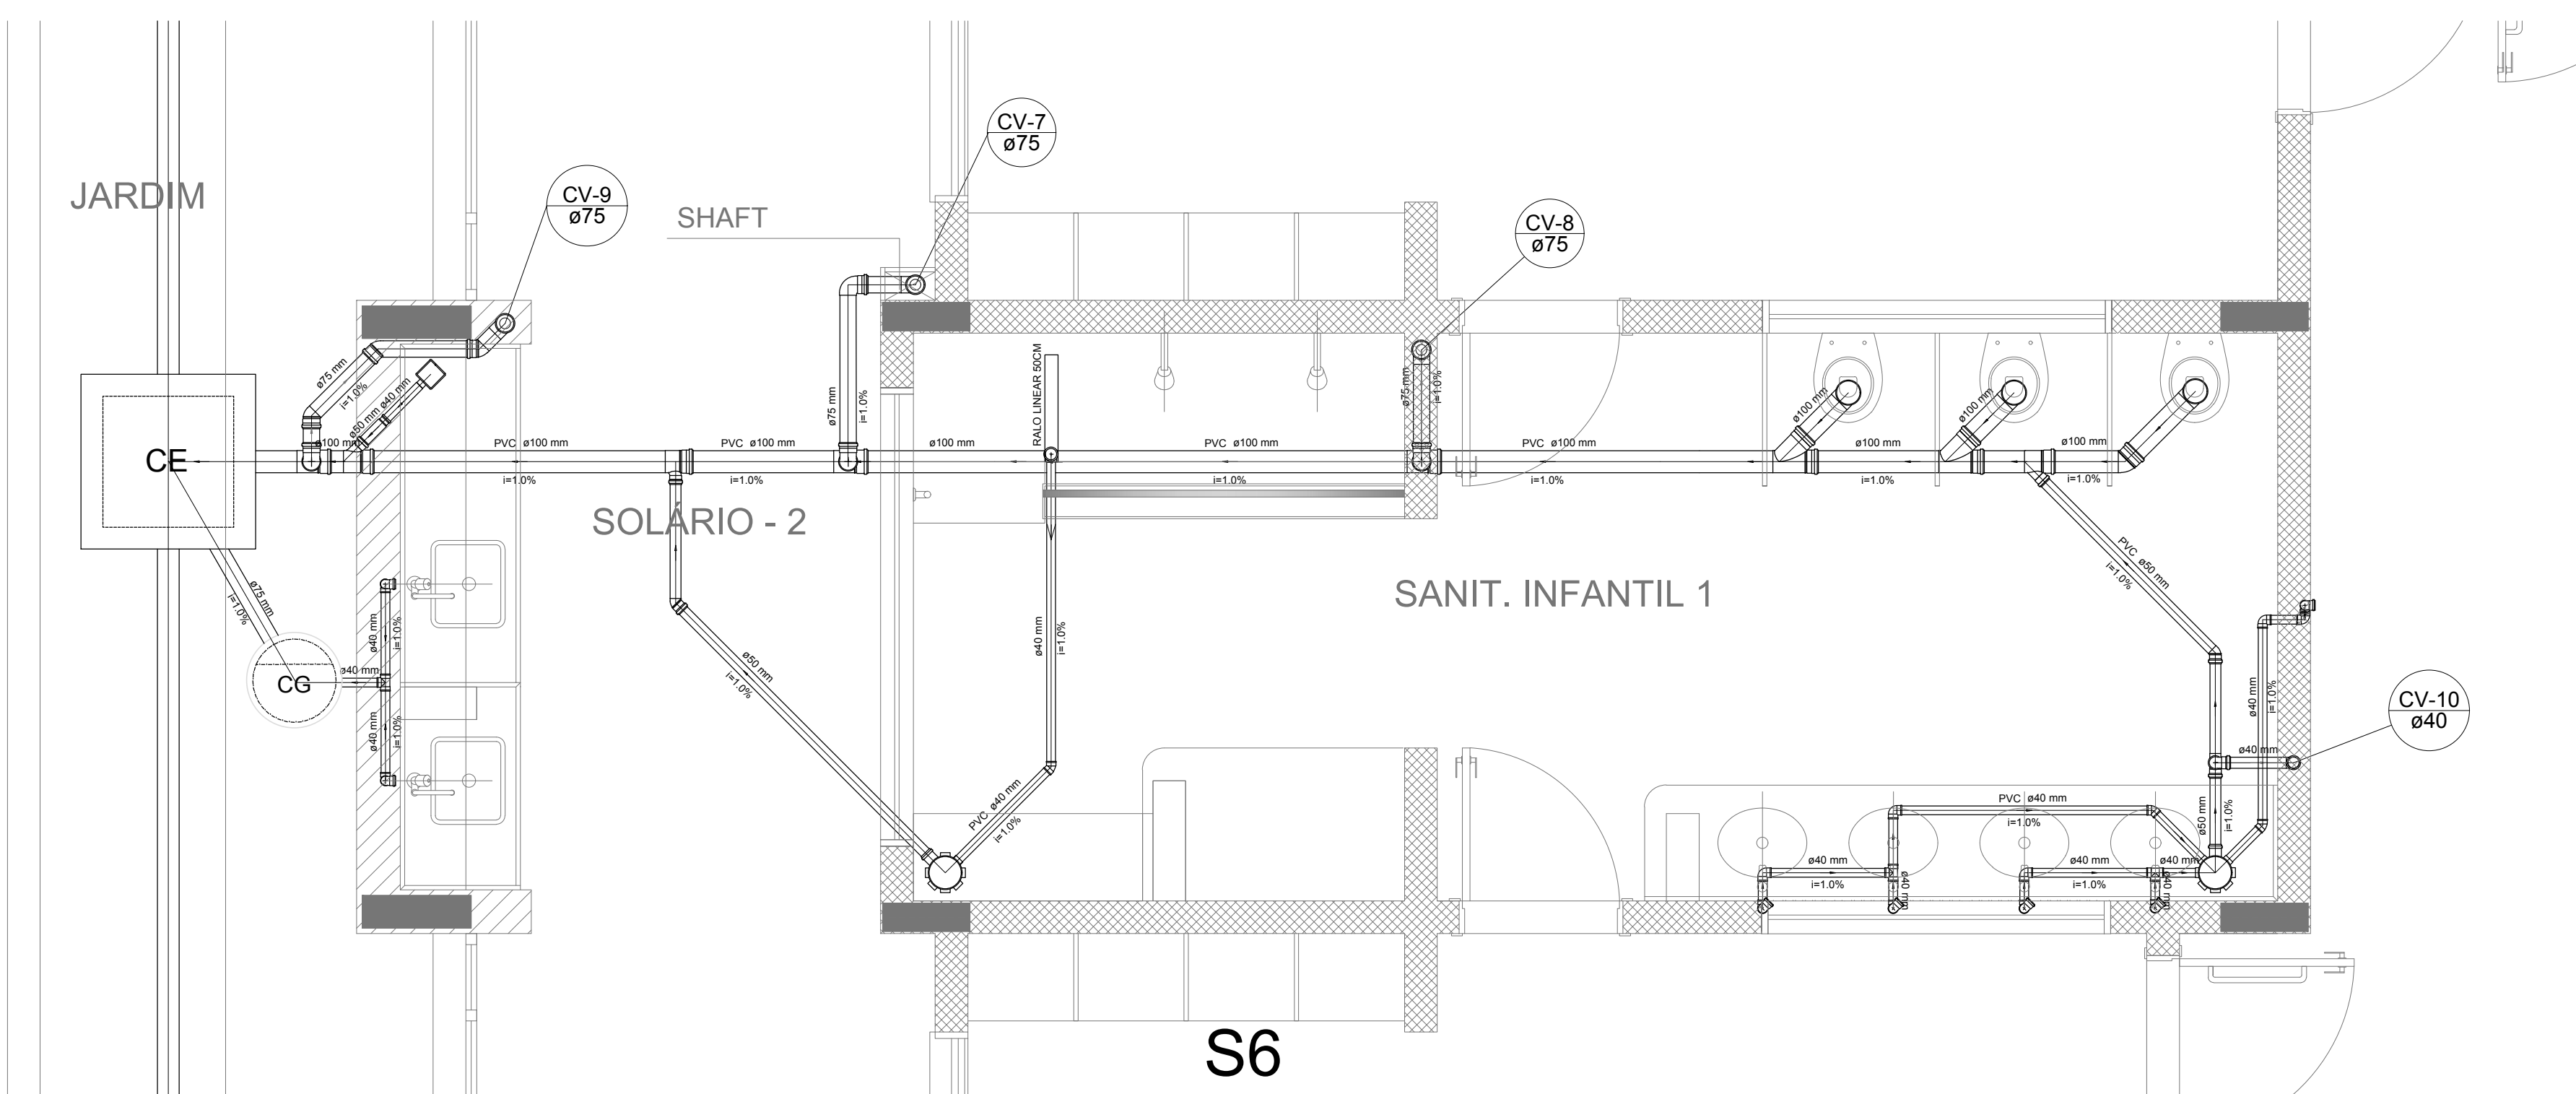 CV-7
ø75
CV-9
ø75
JARDIM
SHAFT
CV-8
ø75
RALO LINEAR 50CM
ø75 mm
i=1.0%
ø50 mm
ø40 mm
ø75 mm
i=1.0%
ø75 mm
i=1.0%
ø100 mm
ø100 mm
CE
ø100 mm
PVC ø100 mm
i=1.0%
PVC ø100 mm
i=1.0%
ø100 mm
PVC ø100 mm
i=1.0%
PVC ø100 mm
i=1.0%
ø100 mm
i=1.0%
ø100 mm
i=1.0%
SOLÁRIO - 2
PVC ø50 mm
i=1.0%
ø75 mm
i=1.0%
SANIT. INFANTIL 1
ø40 mm
i=1.0%
ø40 mm
i=1.0%
ø50 mm
i=1.0%
ø40 mm
CG
ø40 mm
i=1.0%
ø40 mm
i=1.0%
CV-10
ø40
ø40 mm
PVC ø40 mm
i=1.0%
PVC ø40 mm
i=1.0%
ø50 mm
i=1.0%
ø40 mm
i=1.0%
ø40 mm
ø40 mm
i=1.0%
ø40 mm
ø40 mm
S6